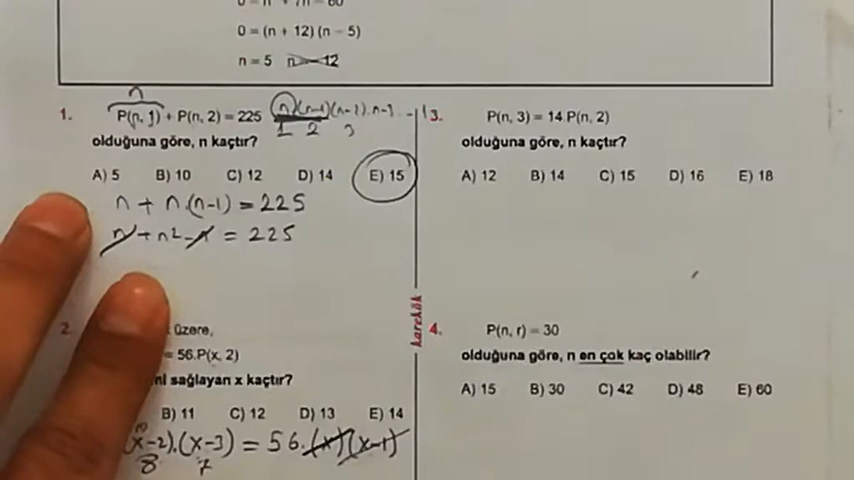 0 = (n + 12) (n − 5)
n = 5 n = −12
1. P(n, 1) + P(n, 2) = 225
n
n (n-1) (n-2) . n-3 ... 1
1 2 3
olduğuna göre, n kaçtır?
A) 5 B) 10 C) 12 D) 14 E) 15
n + n.(n-1) = 225
n + n² - n = 225
2. üzere,
= 56.P(x, 2)
sağlayan x kaçtır?
B) 11 C) 12 D) 13 E) 14
(x-2).(x-3) = 56.(x)(x-1)
8 7
karekök
3. P(n, 3) = 14.P(n, 2)
olduğuna göre, n kaçtır?
A) 12 B) 14 C) 15 D) 16 E) 18
4. P(n, r) = 30
olduğuna göre, n en çok kaç olabilir?
A) 15 B) 30 C) 42 D) 48 E) 60